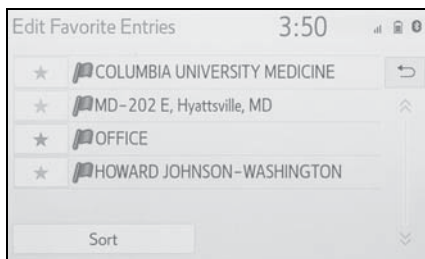 Edit Favorite Entries 3:50
COLUMBIA UNIVERSITY MEDICINE
MD-202 E, Hyattsville, MD
OFFICE
HOWARD JOHNSON-WASHINGTON
Sort